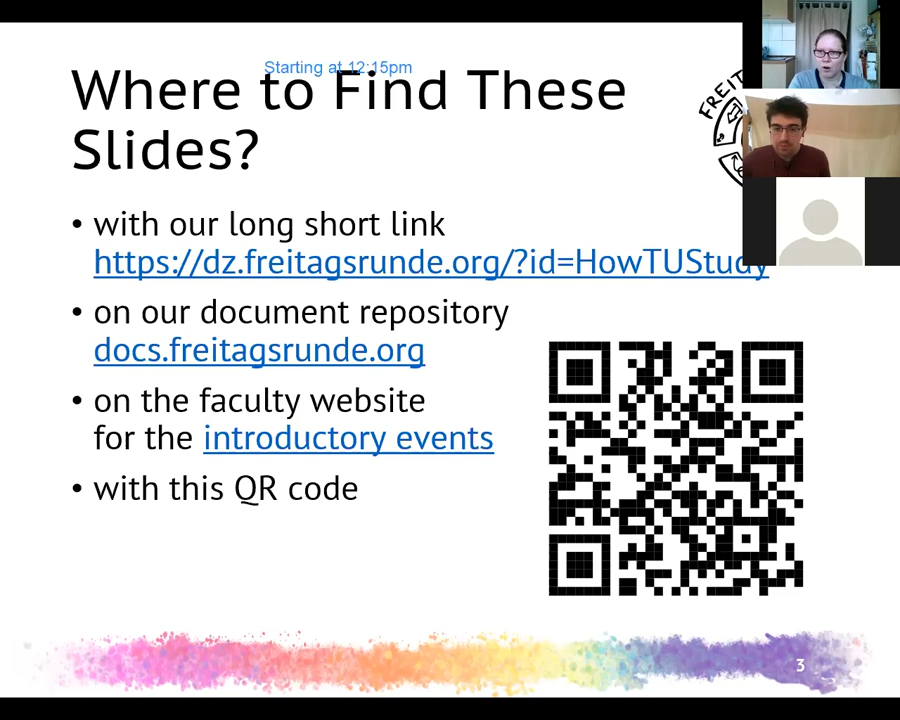 Starting at 12:15pm
Where to Find These
Slides?
FREIT
• with our long short link
https://dz.freitagsrunde.org/?id=HowTUStudy
• on our document repository
docs.freitagsrunde.org
• on the faculty website
for the introductory events
• with this QR code
3